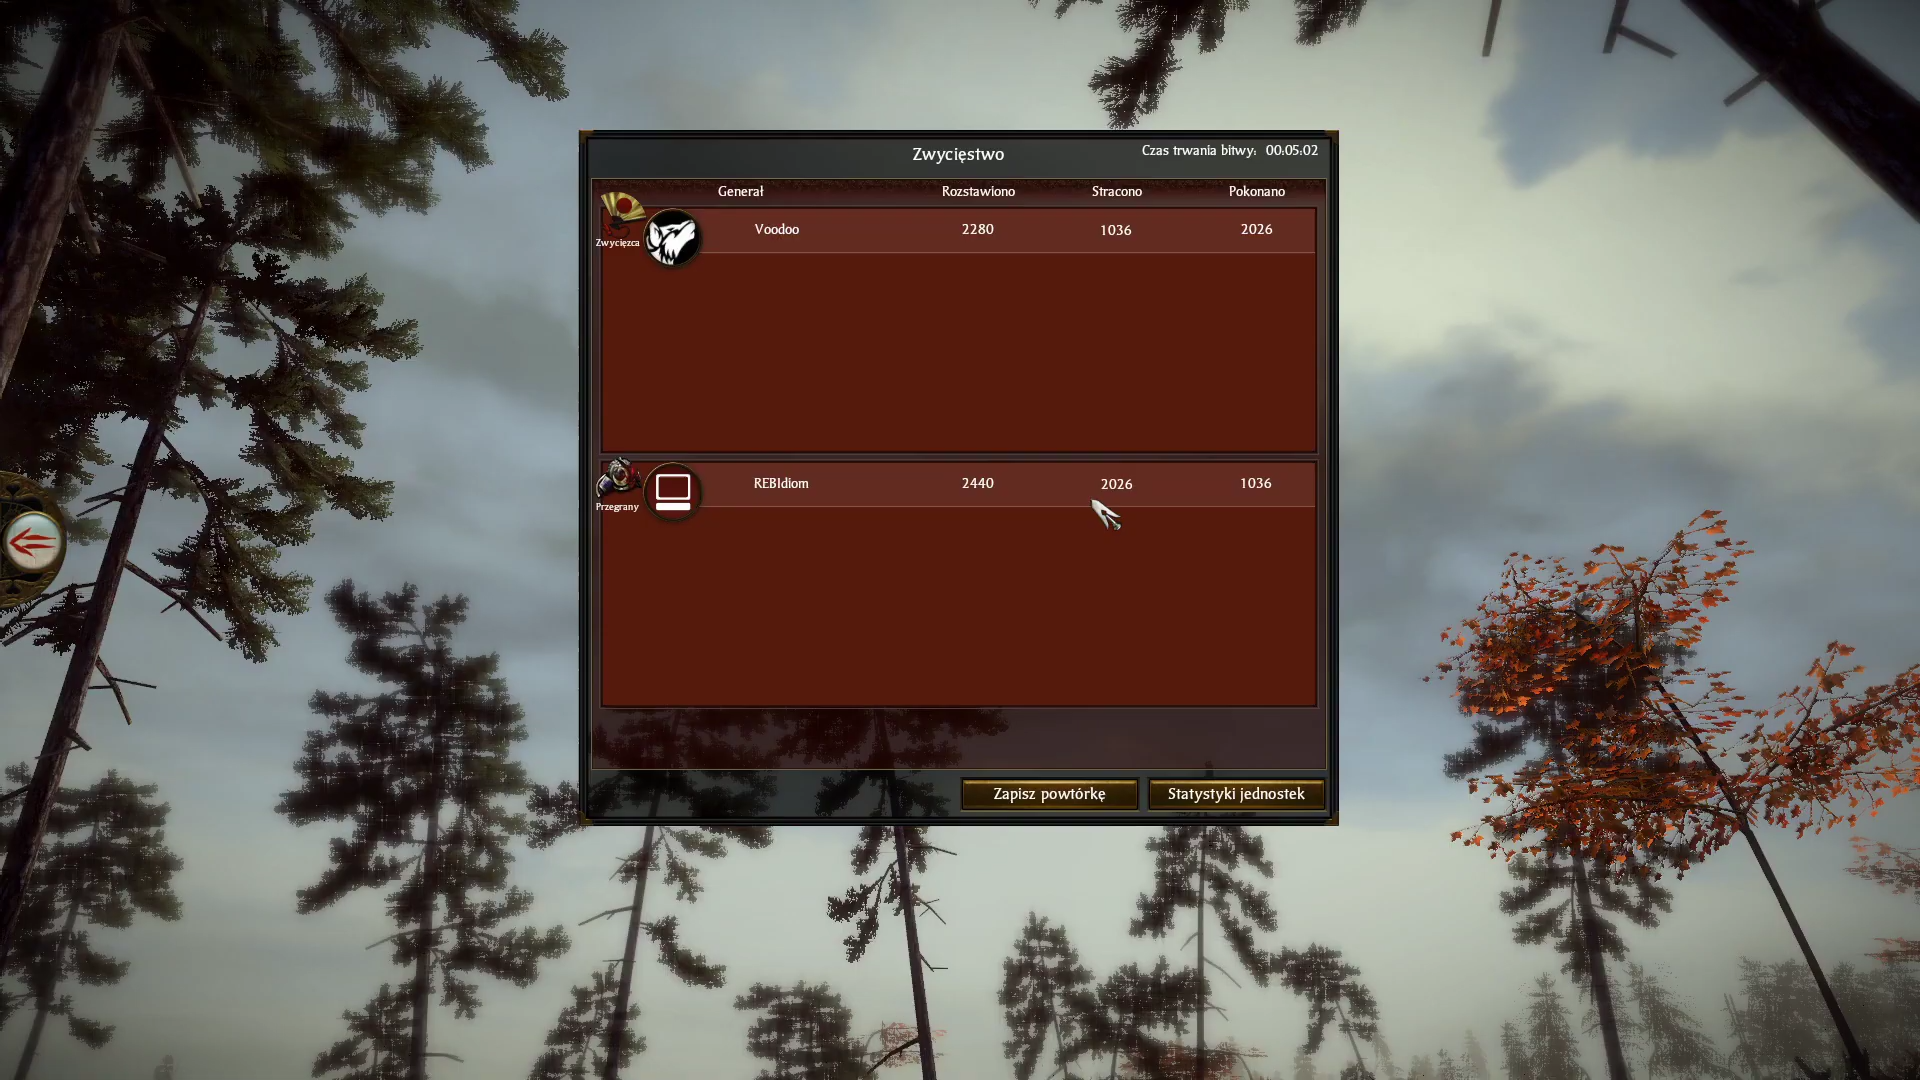 Zwycięstwo
Czas trwania bitwy: 00:05:02
Generał Rozstawiono Stracono Pokonano
Zwycięzca
Voodoo 2280 1036 2026
Przegrany
REBIdiom 2440 2026 1036
Zapisz powtórkę Statystyki jednostek